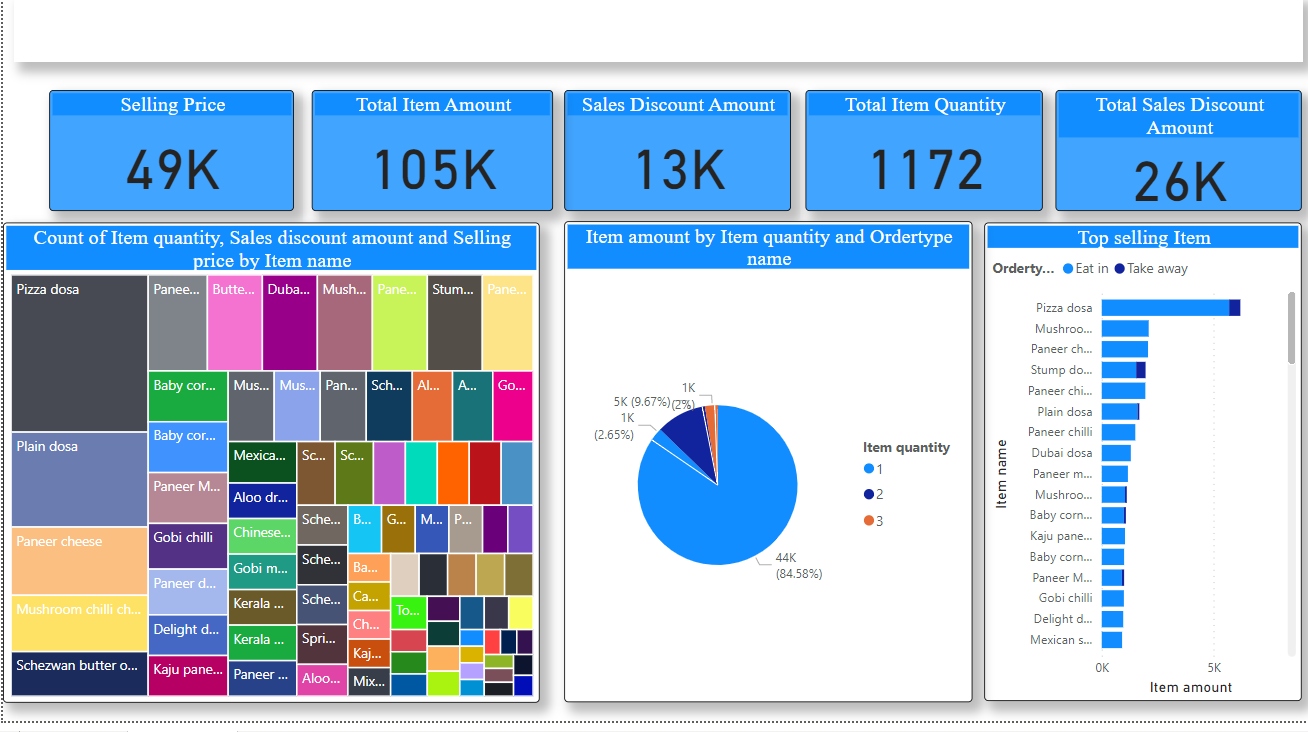 Selling Price
49K
Total Item Amount
105K
Sales Discount Amount
13K
Total Item Quantity
1172
Total Sales Discount
Amount
26K
Count of Item quantity, Sales discount amount and Selling
price by Item name
Pizza dosa
Plain dosa
Paneer cheese
Mushroom chilli ch...
Schezwan butter o...
Panee...
Butte...
Duba...
Mush...
Pane...
Stum...
Pane...
Baby cor...
Baby cor...
Paneer M...
Gobi chilli
Paneer d...
Delight d...
Kaju pane...
Mus...
Mus...
Pan...
Sch...
Al...
A...
Go...
Mexica...
Aloo dr...
Chinese...
Gobi m...
Kerala ...
Kerala ...
Paneer ...
Sc...
Sc...
Sche...
Sche...
Sche...
Spri...
Aloo...
B...
G...
M...
P...
Ba...
Ca...
Ch...
Kaj...
Mix...
To...
Item amount by Item quantity and Ordertype
name
1K
(2%)
5K (9.67%)
1K
(2.65%)
44K
(84.58%)
Item quantity
1
2
3
Top selling Item
Orderty... Eat in Take away
Item name
Pizza dosa
Mushroo...
Paneer ch...
Stump do...
Paneer chi...
Plain dosa
Paneer chilli
Dubai dosa
Paneer m...
Mushroo...
Baby corn...
Kaju pane...
Baby corn...
Paneer M...
Gobi chilli
Delight d...
Mexican s...
0K 5K
Item amount